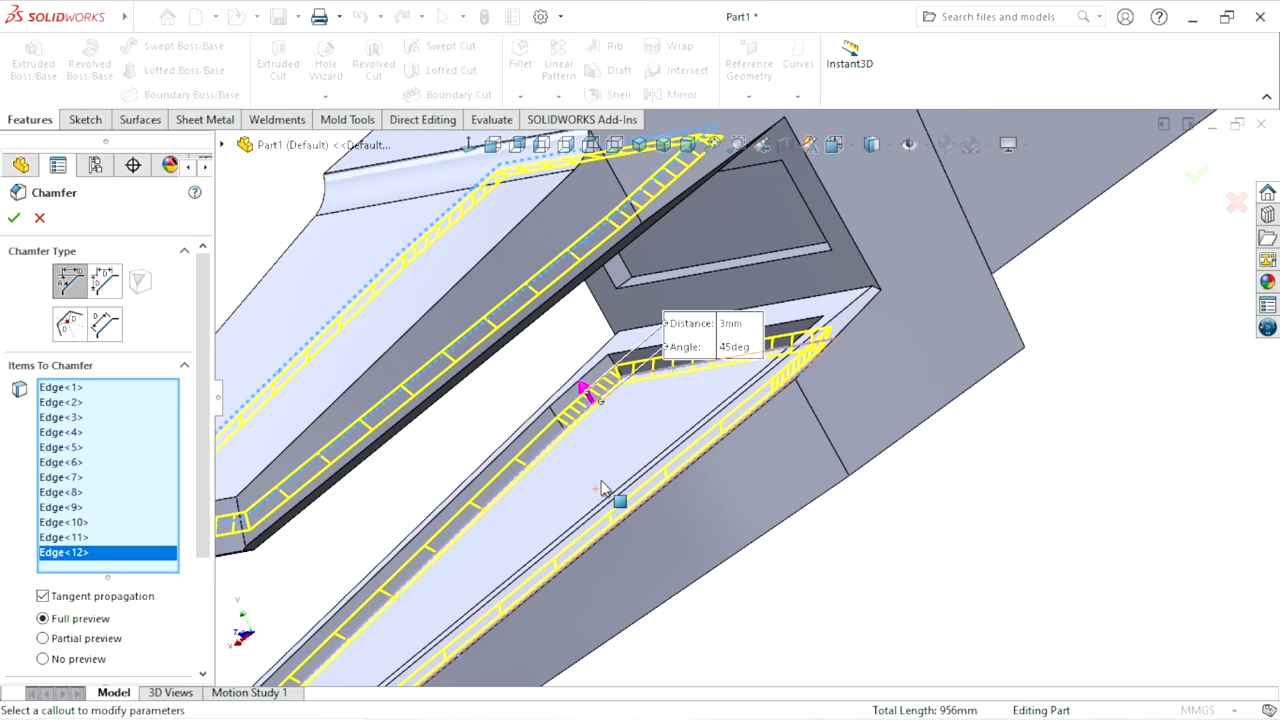 SOLIDWORKS
Part1 *
Search files and models
Extruded Boss/Base
Revolved Boss/Base
Swept Boss/Base
Lofted Boss/Base
Boundary Boss/Base
Extruded Cut
Hole Wizard
Revolved Cut
Swept Cut
Lofted Cut
Boundary Cut
Fillet
Linear Pattern
Rib
Draft
Shell
Wrap
Intersect
Mirror
Reference Geometry
Curves
Instant3D
Features
Sketch
Surfaces
Sheet Metal
Weldments
Mold Tools
Direct Editing
Evaluate
SOLIDWORKS Add-Ins
Part1 (Default) <<Default...
Chamfer
Chamfer Type
Items To Chamfer
Edge<1>
Edge<2>
Edge<3>
Edge<4>
Edge<5>
Edge<6>
Edge<7>
Edge<8>
Edge<9>
Edge<10>
Edge<11>
Edge<12>
Tangent propagation
Full preview
Partial preview
No preview
Distance: 3mm
Angle: 45deg
Y
Z
X
Model
3D Views
Motion Study 1
Select a callout to modify parameters
Total Length: 956mm
Editing Part
MMGS